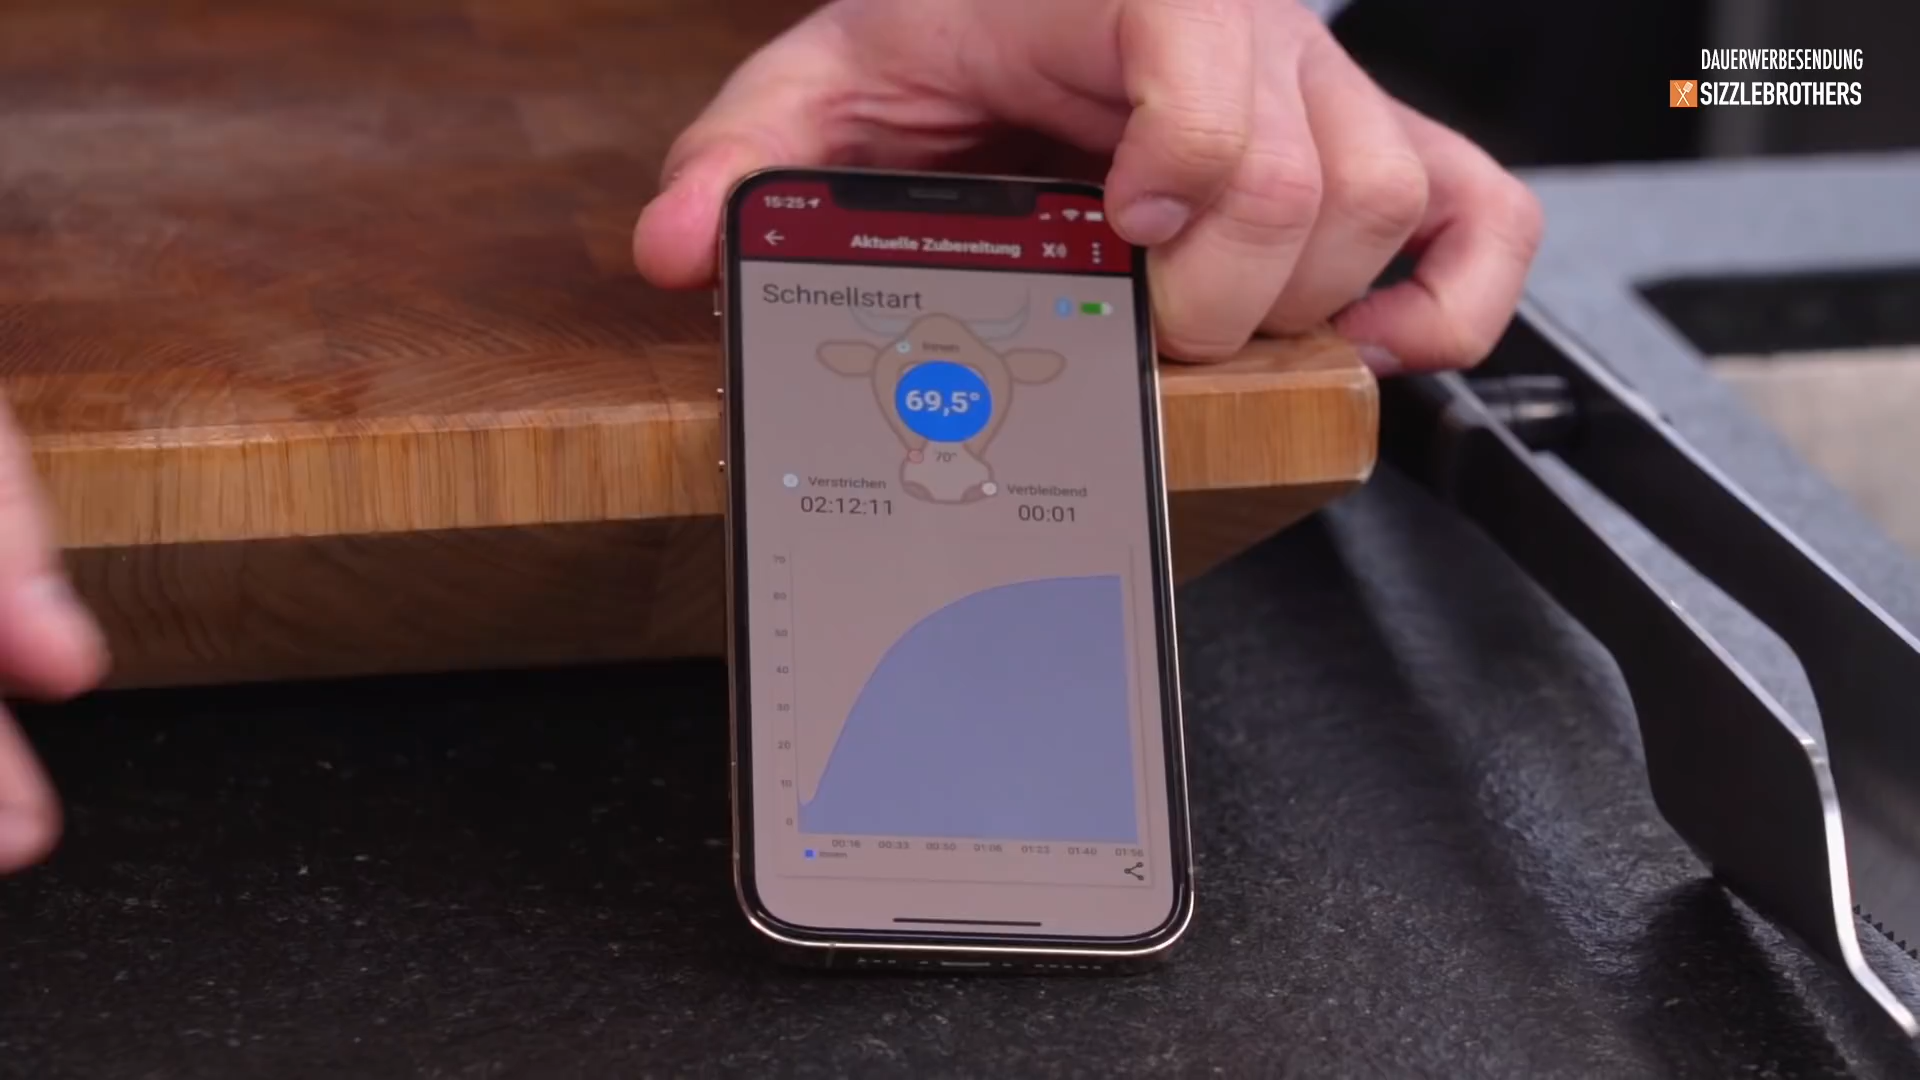 DAUERWERBESENDUNG
SIZZLEBROTHERS
15:25
Aktuelle Zubereitung
Schnellstart
Innen
69,5°
70°
Verstrichen
02:12:11
Verbleibend
00:01
70
60
50
40
30
20
10
0
00:16 00:33 00:50 01:06 01:23 01:40 01:56
Innen